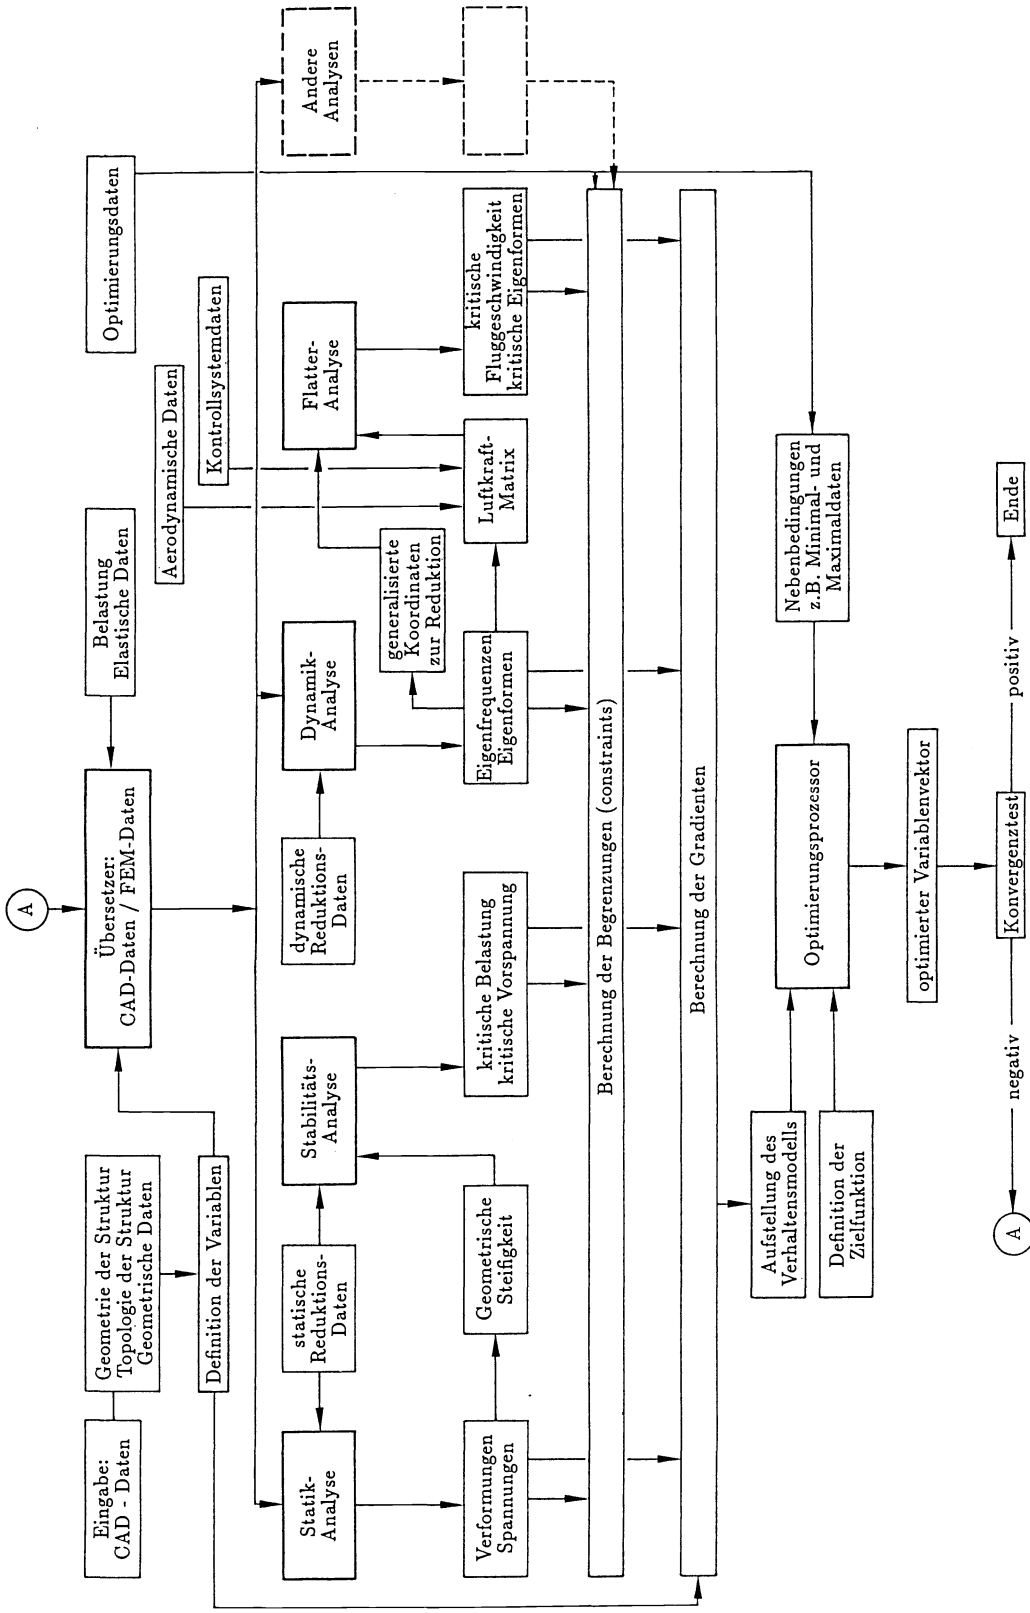 A
Eingabe:
CAD - Daten
Geometrie der Struktur
Topologie der Struktur
Geometrische Daten
Übersetzer:
CAD-Daten / FEM-Daten
Belastung
Elastische Daten
Optimierungsdaten
Aerodynamische Daten
Definition der Variablen
Kontrollsystemdaten
Statik-
Analyse
statische
Reduktions-
Daten
Stabilitäts-
Analyse
dynamische
Reduktions-
Daten
Dynamik-
Analyse
Flatter-
Analyse
Andere
Analysen
generalisierte
Koordinaten
zur Reduktion
Verformungen
Spannungen
Geometrische
Steifigkeit
kritische Belastung
kritische Vorspannung
Eigenfrequenzen
Eigenformen
Luftkraft-
Matrix
kritische
Fluggeschwindigkeit
kritische Eigenformen
Berechnung der Begrenzungen (constraints)
Berechnung der Gradienten
Aufstellung des
Verhaltensmodells
Definition der
Zielfunktion
Optimierungsprozessor
Nebenbedingungen
z.B. Minimal- und
Maximaldaten
optimierter Variablenvektor
A
negativ
Konvergenztest
positiv
Ende